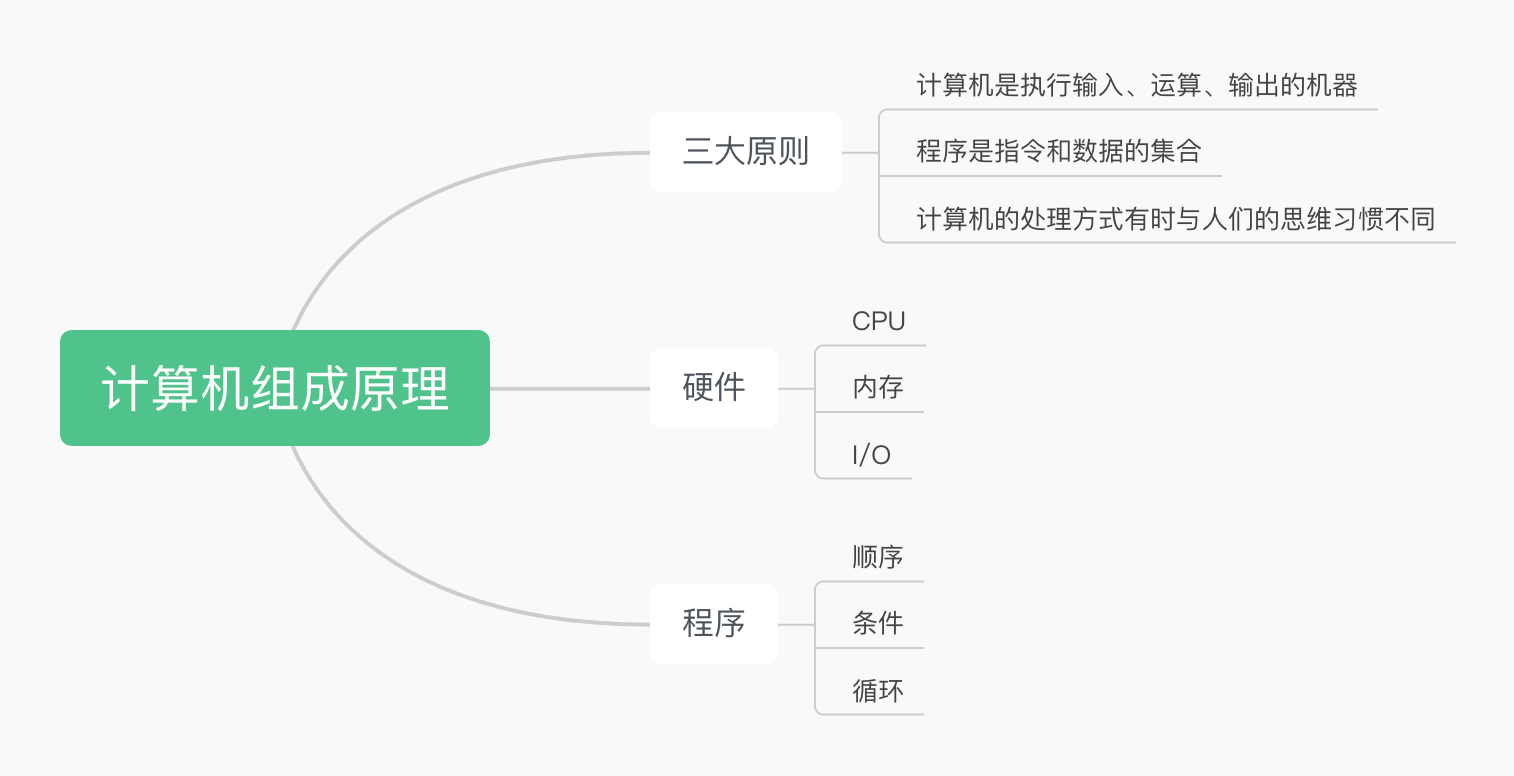 计算机组成原理
三大原则
计算机是执行输入、运算、输出的机器
程序是指令和数据的集合
计算机的处理方式有时与人们的思维习惯不同
硬件
CPU
内存
I/O
程序
顺序
条件
循环